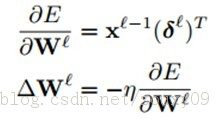 ∂E/∂W^ℓ = x^{ℓ−1}(δ^ℓ)^T
ΔW^ℓ = −η ∂E/∂W^ℓ